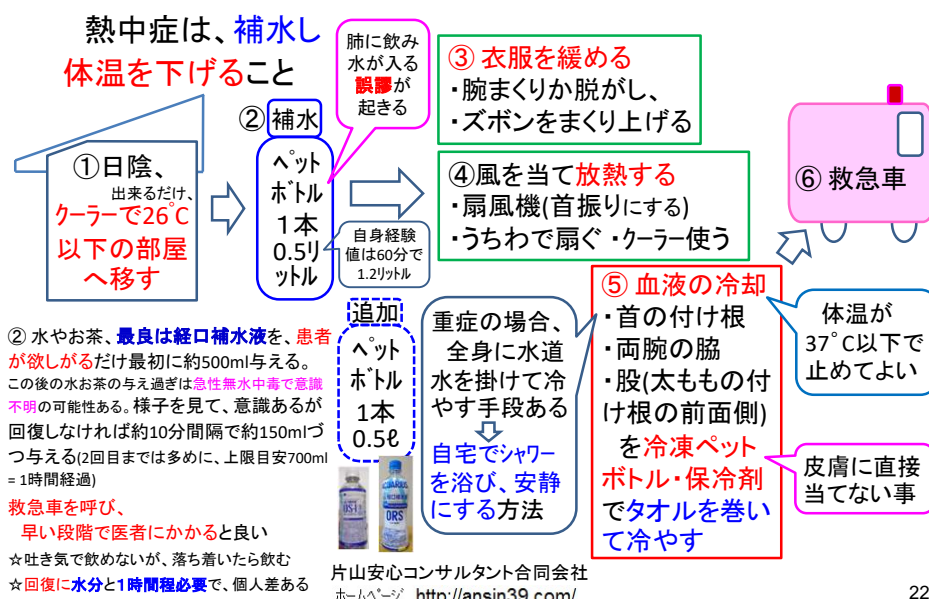 熱中症は、補水し
体温を下げること
①日陰、
出来るだけ、
クーラーで26°C
以下の部屋
へ移す
②補水
ペット
ボトル
1本
0.5リ
ットル
肺に飲み
水が入る
誤謬が
起きる
自身経験
値は60分で
1.2リットル
追加
ペット
ボトル
1本
0.5ℓ
③ 衣服を緩める
・腕まくりか脱がし、
・ズボンをまくり上げる
④風を当て放熱する
・扇風機(首振りにする)
・うちわで扇ぐ ・クーラー使う
重症の場合、
全身に水道
水を掛けて冷
やす手段ある
自宅でシャワー
を浴び、安静
にする方法
⑤ 血液の冷却
・首の付け根
・両腕の脇
・股(太ももの付
け根の前面側)
を冷凍ペット
ボトル・保冷剤
でタオルを巻い
て冷やす
⑥ 救急車
体温が
37°C以下で
止めてよい
皮膚に直接
当てない事
② 水やお茶、最良は経口補水液を、患者
が欲しがるだけ最初に約500ml与える。
この後の水お茶の与え過ぎは急性無水中毒で意識
不明の可能性ある。様子を見て、意識あるが
回復しなければ約10分間隔で約150mlづ
つ与える(2回目までは多めに、上限目安700ml
= 1時間経過)
救急車を呼び、
早い段階で医者にかかると良い
☆吐き気で飲めないが、落ち着いたら飲む
☆回復に水分と1時間程必要で、個人差ある
OS-1
ORS
片山安心コンサルタント合同会社
ホームページ http://ansin39.com/
22